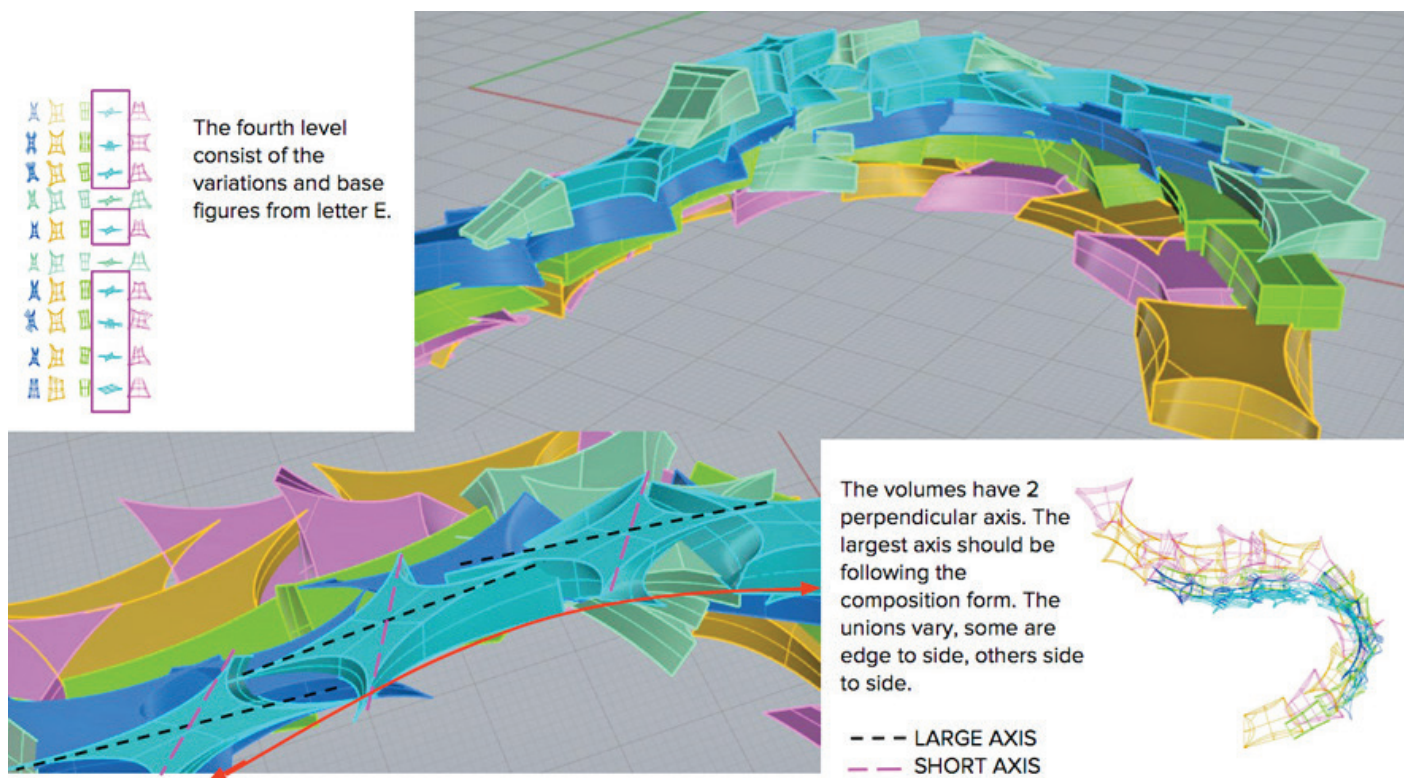 The fourth level
consist of the
variations and base
figures from letter E.
The volumes have 2
perpendicular axis. The
largest axis should be
following the
composition form. The
unions vary, some are
edge to side, others side
to side.
LARGE AXIS
SHORT AXIS